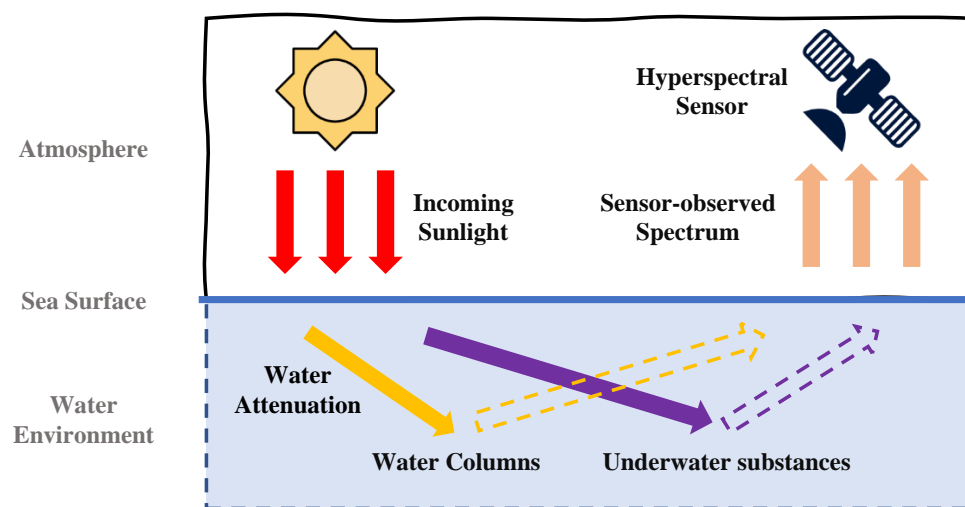 Hyperspectral
Sensor
Atmosphere
Incoming
Sunlight
Sensor-observed
Spectrum
Sea Surface
Water
Attenuation
Water
Environment
Water Columns
Underwater substances